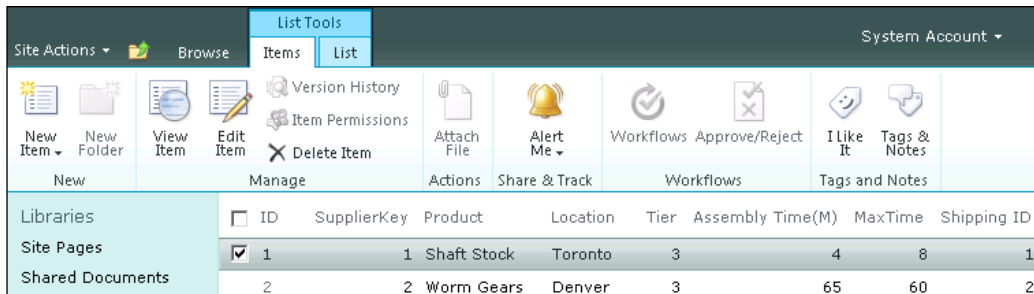 List Tools
Site Actions Browse Items List System Account
Version History
Item Permissions
Delete Item
New Item New Folder View Item Edit Item Attach File Alert Me Workflows Approve/Reject I Like It Tags & Notes
New Manage Actions Share & Track Workflows Tags and Notes
Libraries ID SupplierKey Product Location Tier Assembly Time(M) MaxTime Shipping ID
Site Pages 1 1 Shaft Stock Toronto 3 4 8 1
Shared Documents 2 2 Worm Gears Denver 3 65 60 2